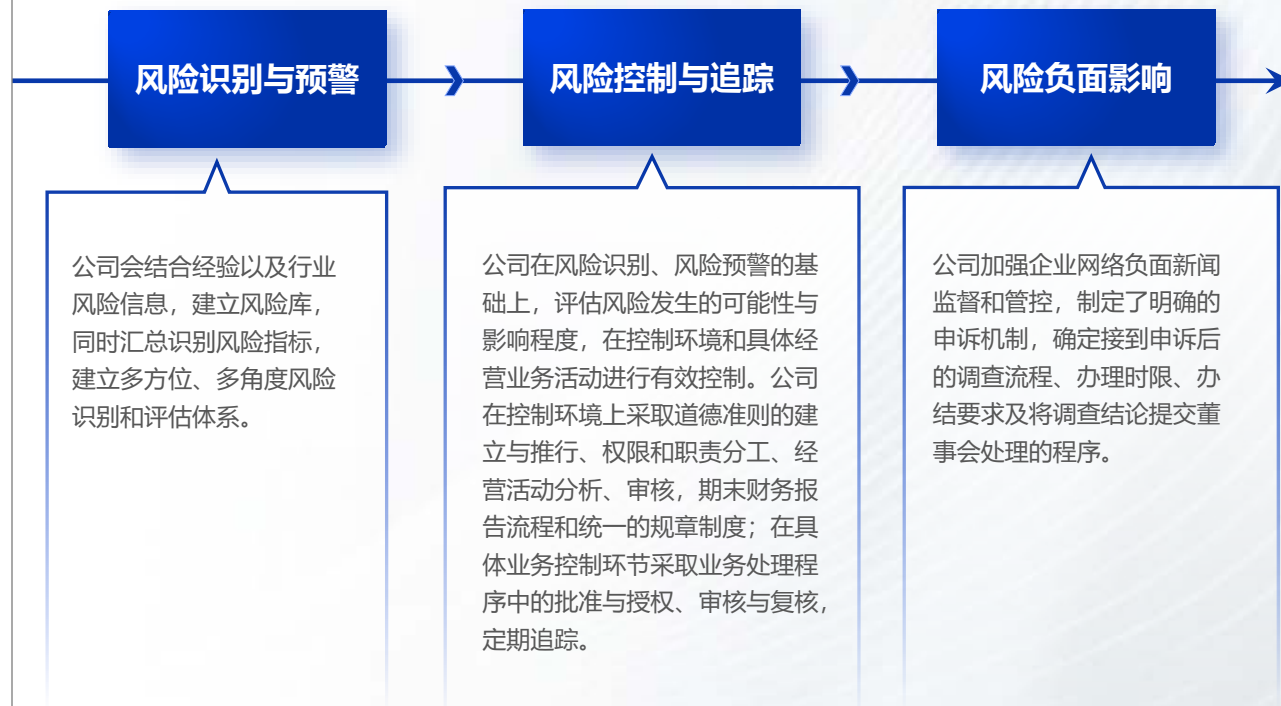 风险识别与预警
风险控制与追踪
风险负面影响
公司会结合经验以及行业
风险信息，建立风险库，
同时汇总识别风险指标，
建立多方位、多角度风险
识别和评估体系。
公司在风险识别、风险预警的基
础上，评估风险发生的可能性与
影响程度，在控制环境和具体经
营业务活动进行有效控制。公司
在控制环境上采取道德准则的建
立与推行、权限和职责分工、经
营活动分析、审核，期末财务报
告流程和统一的规章制度；在具
体业务控制环节采取业务处理程
序中的批准与授权、审核与复核，
定期追踪。
公司加强企业网络负面新闻
监督和管控，制定了明确的
申诉机制，确定接到申诉后
的调查流程、办理时限、办
结要求及将调查结论提交董
事会处理的程序。